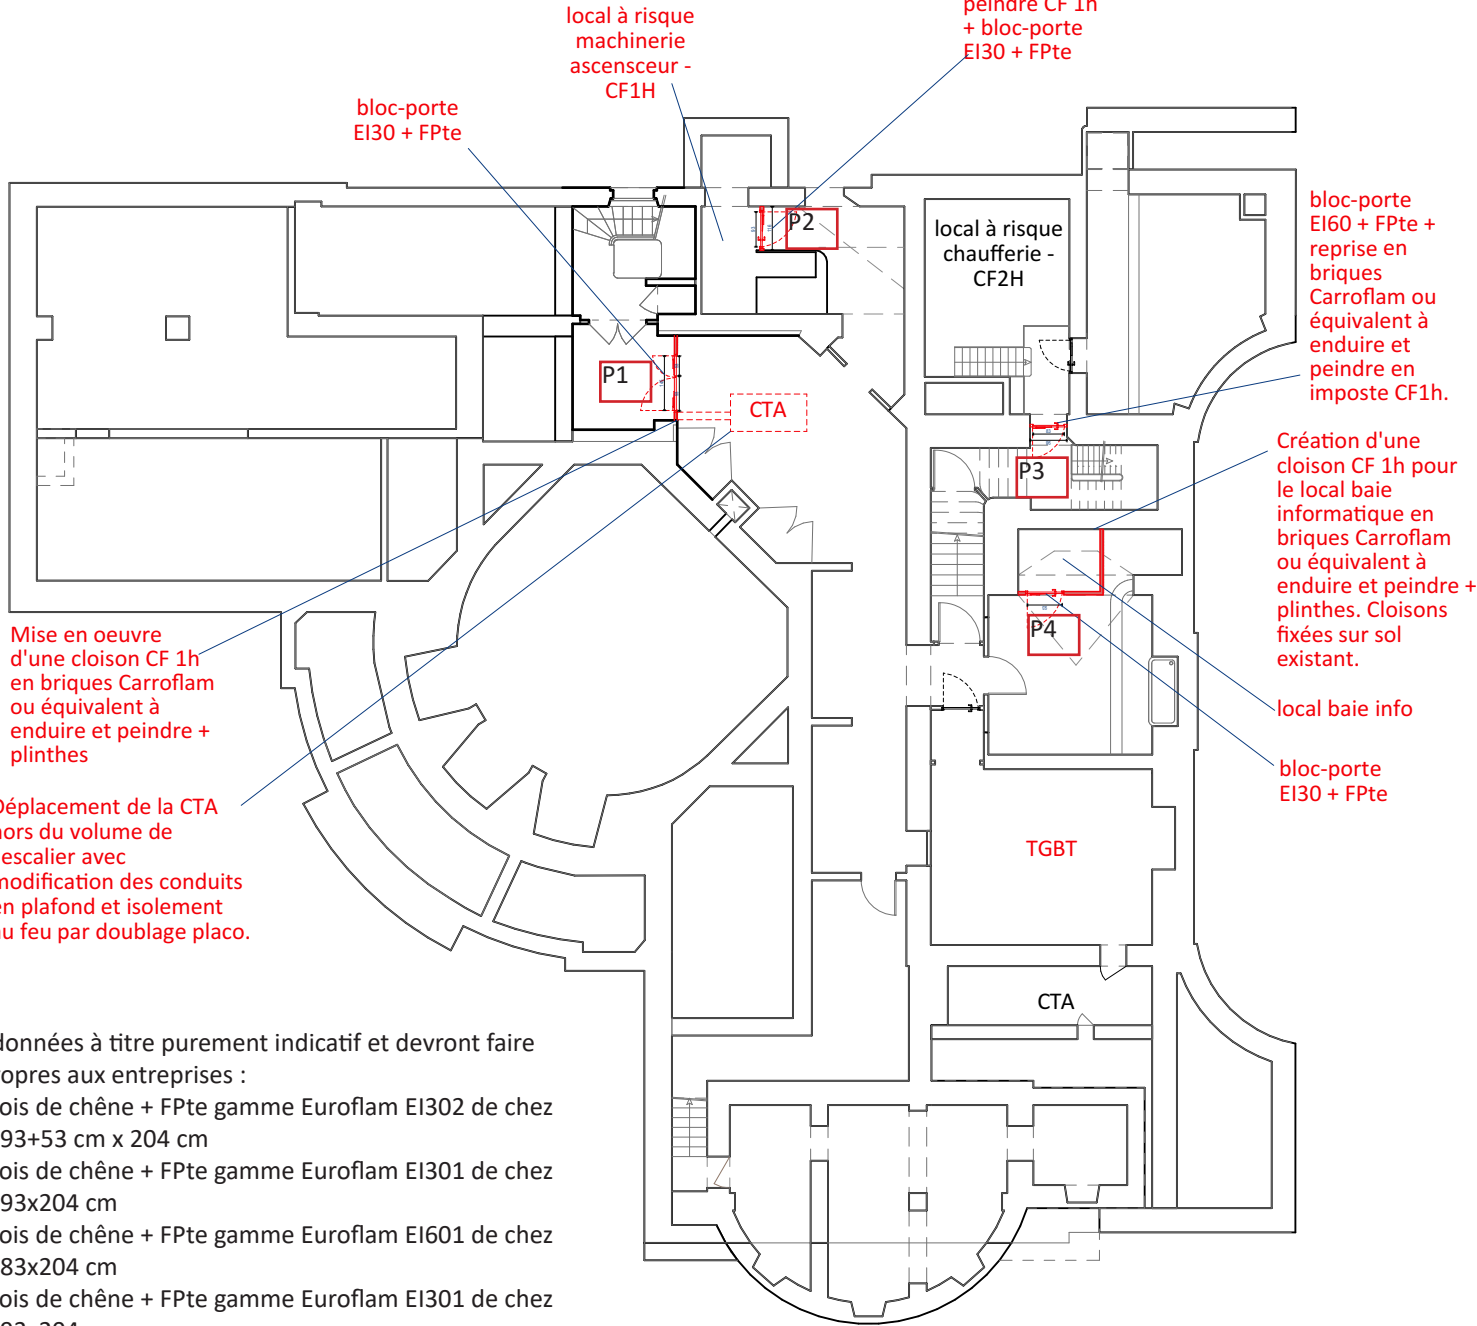 local à risque
machinerie
ascensceur -
CF1H
peindre CF 1h
+ bloc-porte
EI30 + FPte
bloc-porte
EI30 + FPte
P2
local à risque
chaufferie -
CF2H
bloc-porte
EI60 + FPte +
reprise en
briques
Carroflam ou
équivalent à
enduire et
peindre en
imposte CF1h.
P1
CTA
P3
Création d'une
cloison CF 1h pour
le local baie
informatique en
briques Carroflam
ou équivalent à
enduire et peindre +
plinthes. Cloisons
fixées sur sol
existant.
P4
Mise en oeuvre
d'une cloison CF 1h
en briques Carroflam
ou équivalent à
enduire et peindre +
plinthes
local baie info
bloc-porte
EI30 + FPte
Déplacement de la CTA
hors du volume de
escalier avec
modification des conduits
en plafond et isolement
au feu par doublage placo.
TGBT
CTA
données à titre purement indicatif et devront faire
ropres aux entreprises :
ois de chêne + FPte gamme Euroflam EI302 de chez
93+53 cm x 204 cm
ois de chêne + FPte gamme Euroflam EI301 de chez
93x204 cm
ois de chêne + FPte gamme Euroflam EI601 de chez
83x204 cm
ois de chêne + FPte gamme Euroflam EI301 de chez